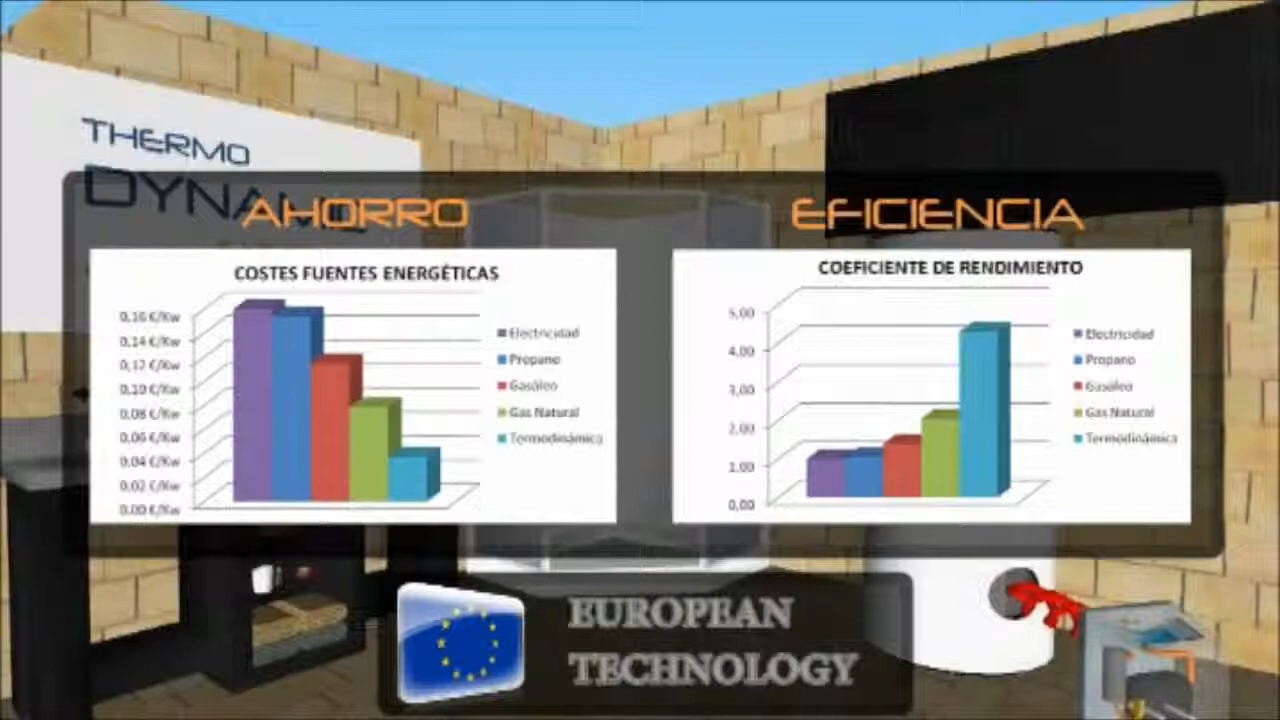 THERMO
DYNAMIC
AHORRO
EFICIENCIA
COSTES FUENTES ENERGÉTICAS
0,16 €/Kw
0,14 €/Kw
0,12 €/Kw
0,10 €/Kw
0,08 €/Kw
0,06 €/Kw
0,04 €/Kw
0,02 €/Kw
0,00 €/Kw
Electricidad
Propano
Gasóleo
Gas Natural
Termodinámica
COEFICIENTE DE RENDIMIENTO
5,00
4,00
3,00
2,00
1,00
0,00
Electricidad
Propano
Gasóleo
Gas Natural
Termodinámica
EUROPEAN
TECHNOLOGY